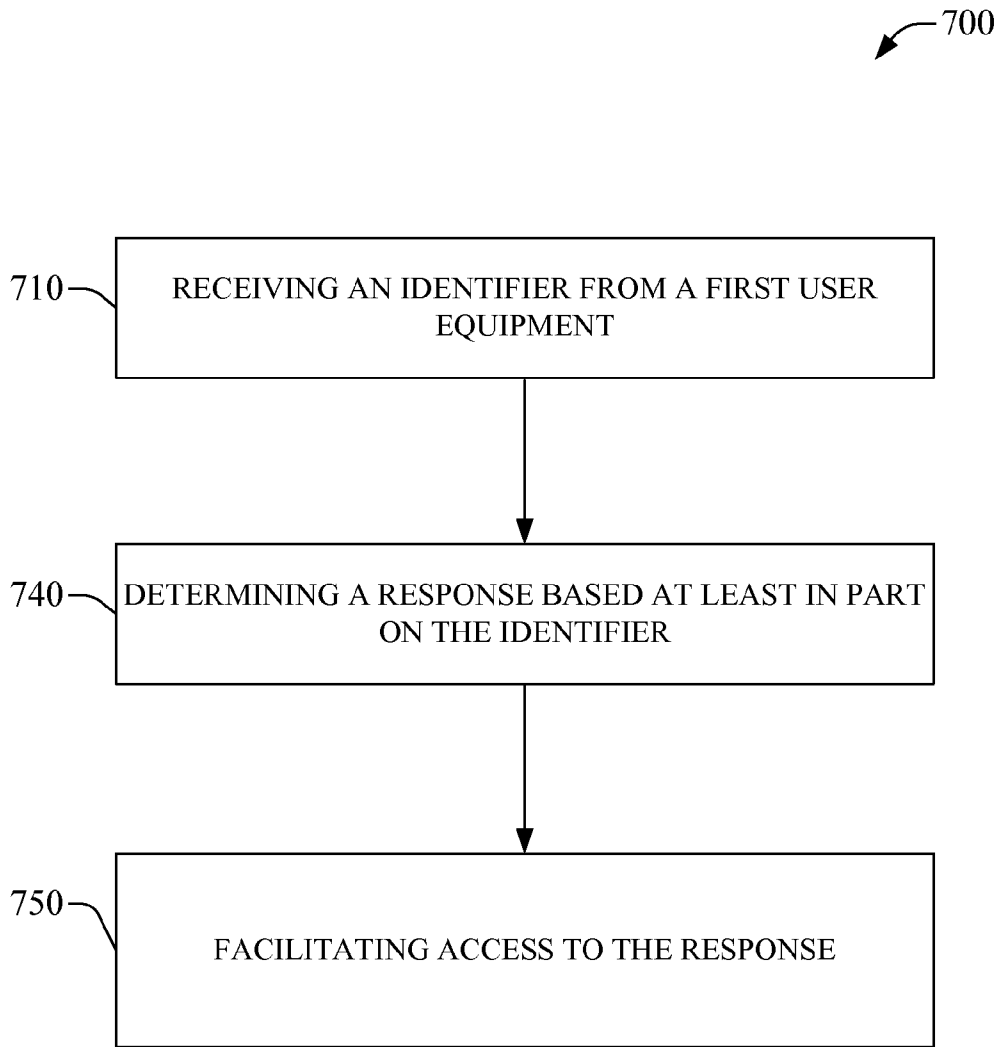 700
710
RECEIVING AN IDENTIFIER FROM A FIRST USER
EQUIPMENT
740
DETERMINING A RESPONSE BASED AT LEAST IN PART
ON THE IDENTIFIER
750
FACILITATING ACCESS TO THE RESPONSE